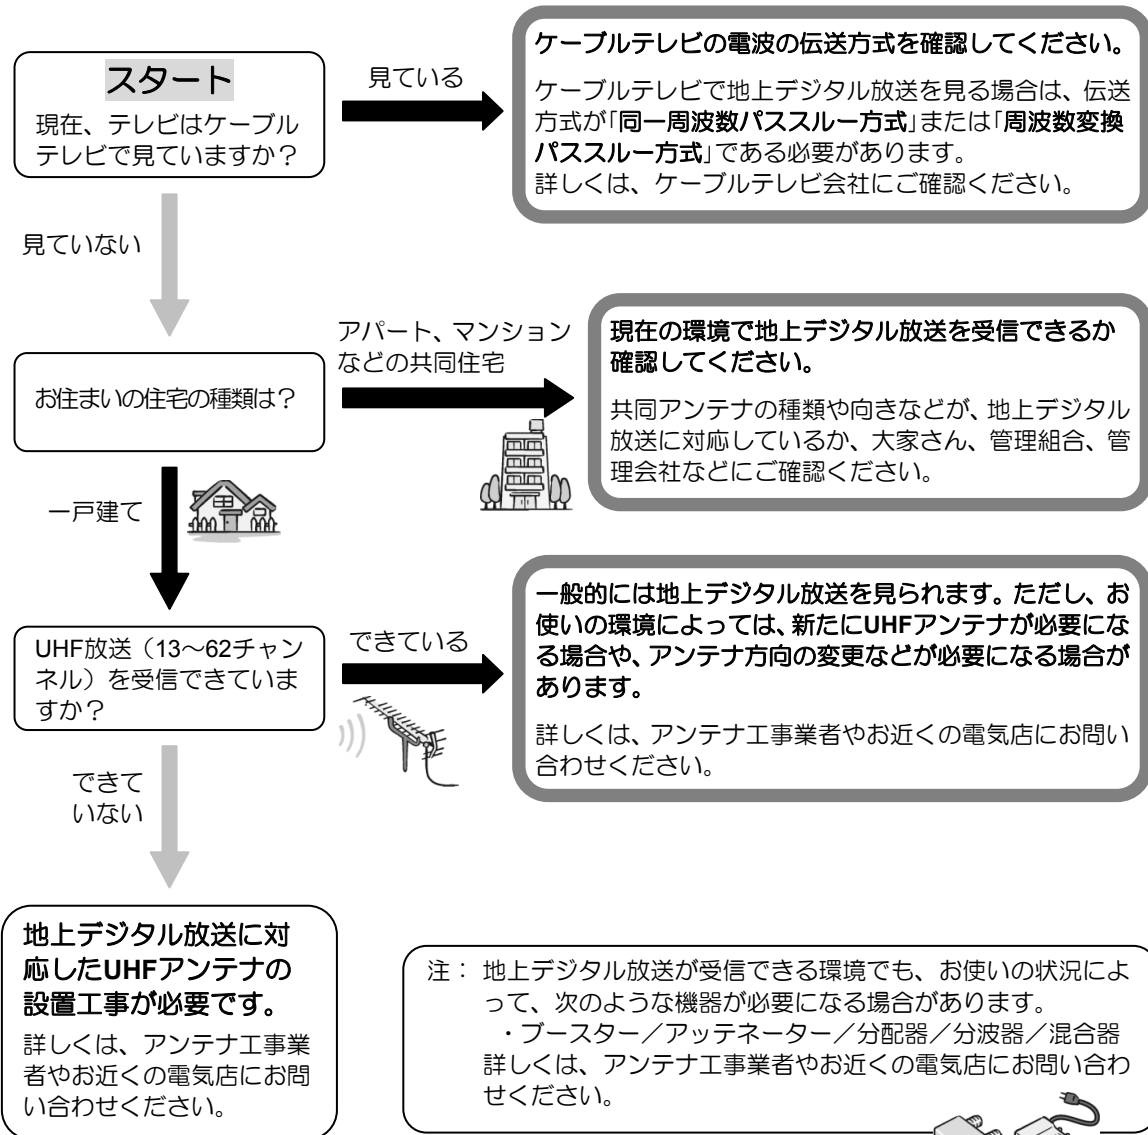 スタート
現在、テレビはケーブル
テレビで見ていますか？
見ている
ケーブルテレビの電波の伝送方式を確認してください。
ケーブルテレビで地上デジタル放送を見る場合は、伝送
方式が「同一周波数パススルー方式」または「周波数変換
パススルー方式」である必要があります。
詳しくは、ケーブルテレビ会社にご確認ください。
見ていない
お住まいの住宅の種類は？
アパート、マンション
などの共同住宅
現在の環境で地上デジタル放送を受信できるか
確認してください。
共同アンテナの種類や向きなどが、地上デジタル
放送に対応しているか、大家さん、管理組合、管
理会社などにご確認ください。
一戸建て
UHF放送（13～62チャン
ネル）を受信できていま
すか？
できている
一般的には地上デジタル放送を見られます。ただし、お
使いの環境によっては、新たにUHFアンテナが必要にな
る場合や、アンテナ方向の変更などが必要になる場合が
あります。
詳しくは、アンテナ工事業者やお近くの電気店にお問い
合わせください。
できて
いない
地上デジタル放送に対
応したUHFアンテナの
設置工事が必要です。
詳しくは、アンテナ工事業
者やお近くの電気店にお問
い合わせください。
注： 地上デジタル放送が受信できる環境でも、お使いの状況によ
って、次のような機器が必要になる場合があります。
・ブースター／アッテネーター／分配器／分波器／混合器
詳しくは、アンテナ工事業者やお近くの電気店にお問い合わ
せください。